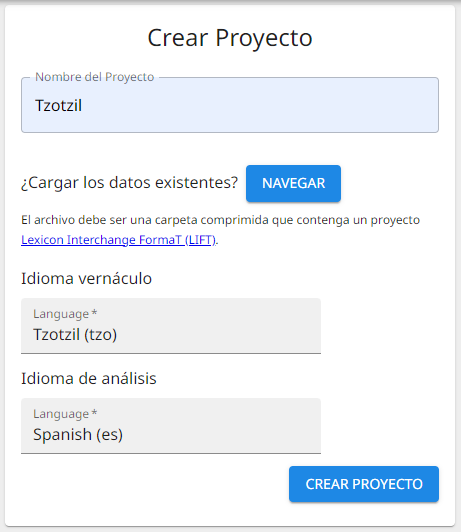 Crear Proyecto
Nombre del Proyecto
Tzotzil
¿Cargar los datos existentes? NAVEGAR
El archivo debe ser una carpeta comprimida que contenga un proyecto
Lexicon Interchange FormaT (LIFT).
Idioma vernáculo
Language *
Tzotzil (tzo)
Idioma de análisis
Language *
Spanish (es)
CREAR PROYECTO